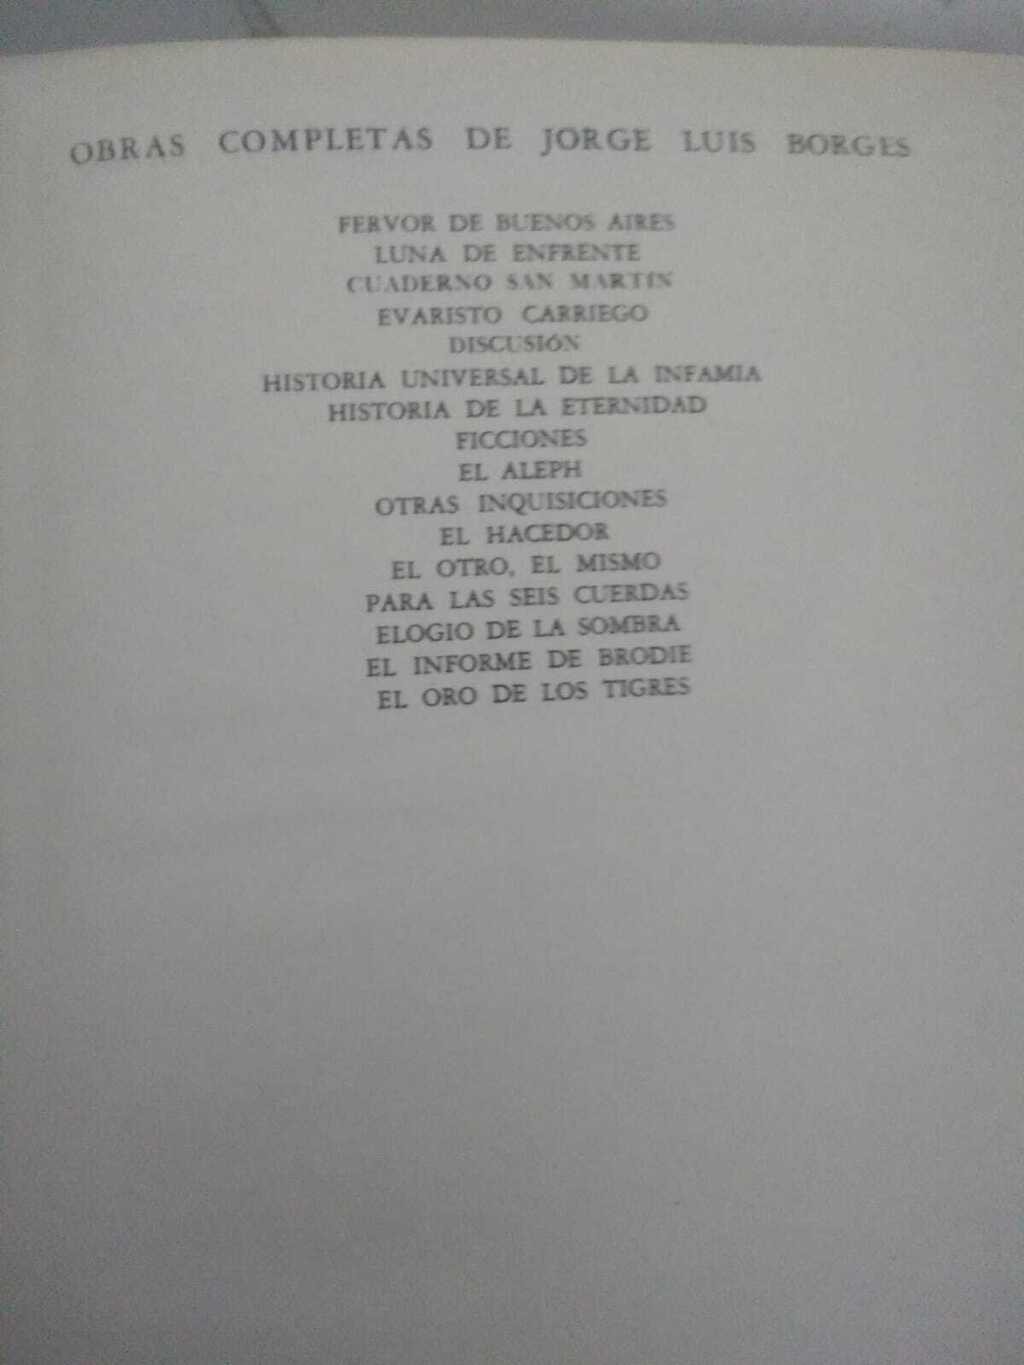 OBRAS COMPLETAS DE JORGE LUIS BORGES
FERVOR DE BUENOS AIRES
LUNA DE ENFRENTE
CUADERNO SAN MARTÍN
EVARISTO CARRIEGO
DISCUSIÓN
HISTORIA UNIVERSAL DE LA INFAMIA
HISTORIA DE LA ETERNIDAD
FICCIONES
EL ALEPH
OTRAS INQUISICIONES
EL HACEDOR
EL OTRO, EL MISMO
PARA LAS SEIS CUERDAS
ELOGIO DE LA SOMBRA
EL INFORME DE BRODIE
EL ORO DE LOS TIGRES